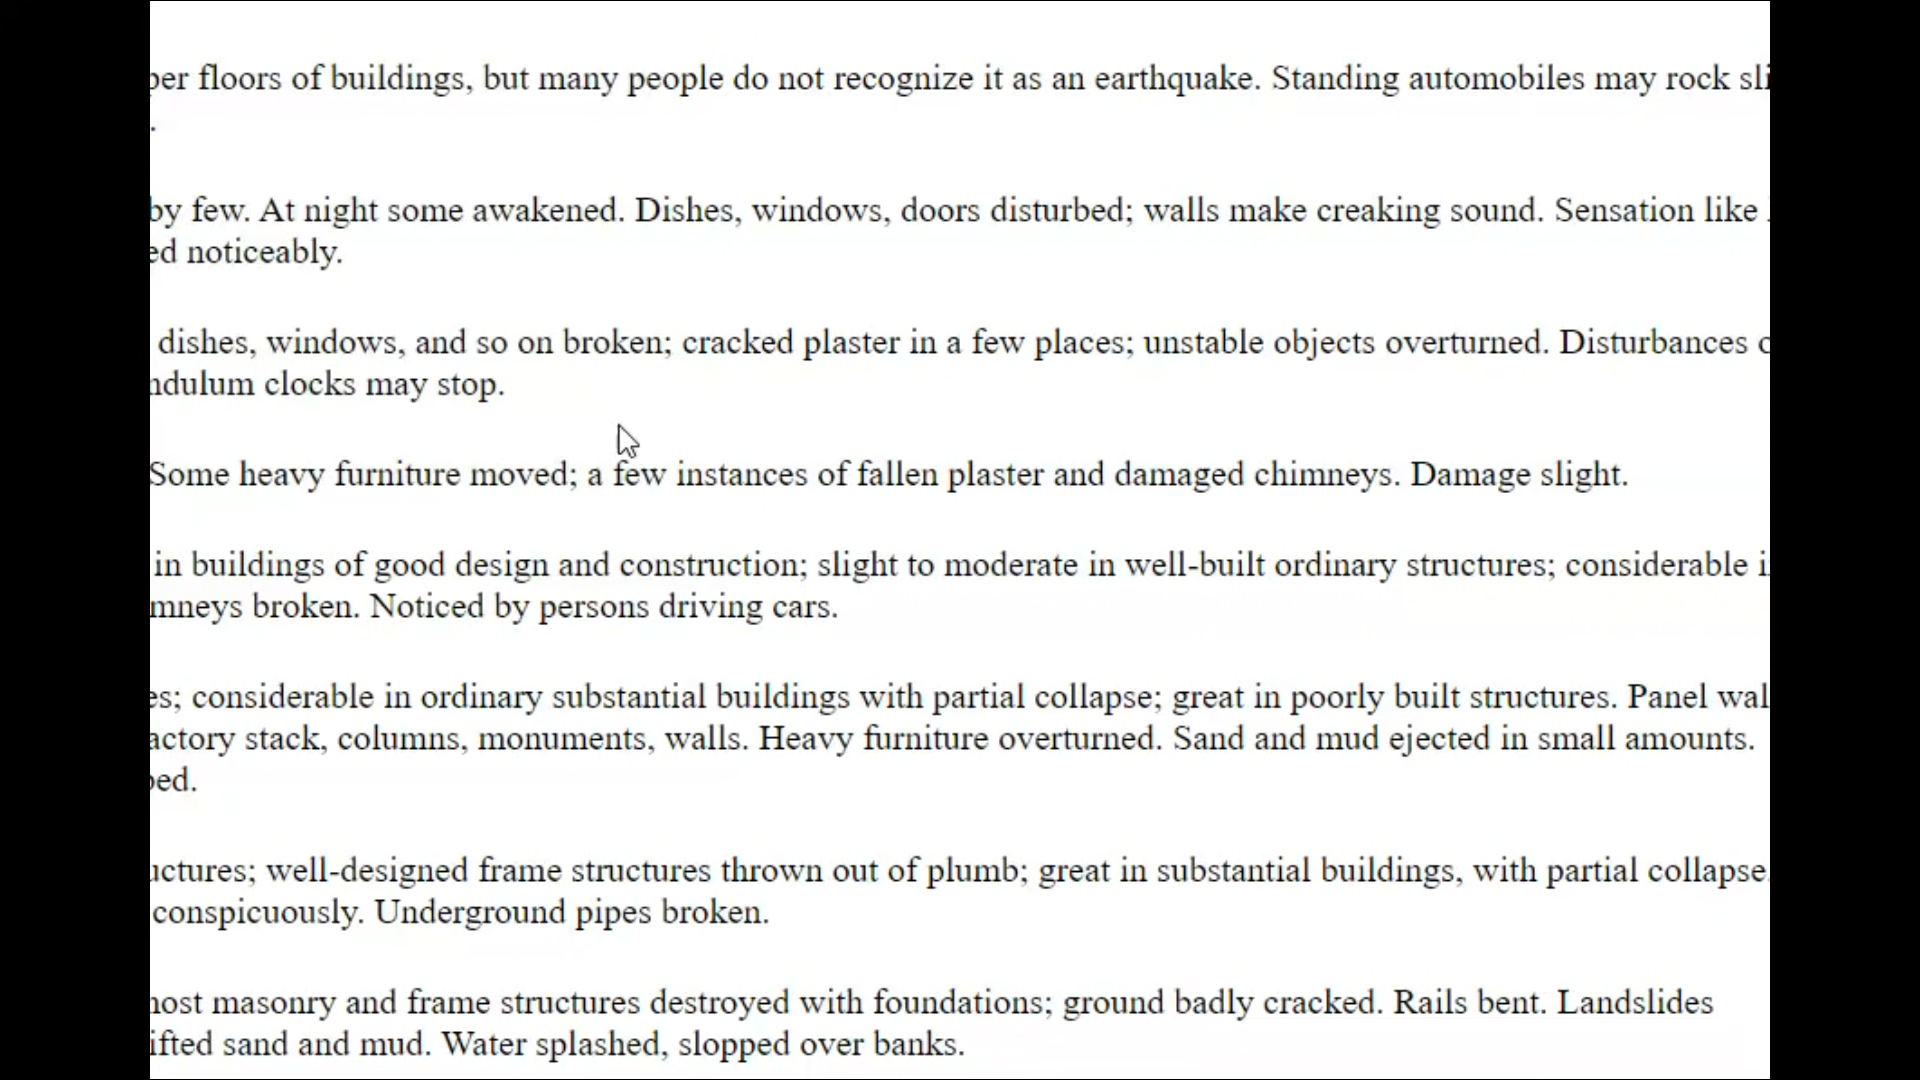 floors of buildings, but many people do not recognize it as an earthquake. Standing automobiles may rock
.
by few. At night some awakened. Dishes, windows, doors disturbed; walls make creaking sound. Sensation like
noticeably.
dishes, windows, and so on broken; cracked plaster in a few places; unstable objects overturned. Disturbances
clocks may stop.
Some heavy furniture moved; a few instances of fallen plaster and damaged chimneys. Damage slight.
in buildings of good design and construction; slight to moderate in well-built ordinary structures; considerable
mneys broken. Noticed by persons driving cars.
es; considerable in ordinary substantial buildings with partial collapse; great in poorly built structures. Panel wal
actory stack, columns, monuments, walls. Heavy furniture overturned. Sand and mud ejected in small amounts.
ped.
uctures; well-designed frame structures thrown out of plumb; great in substantial buildings, with partial collapse
conspicuously. Underground pipes broken.
most masonry and frame structures destroyed with foundations; ground badly cracked. Rails bent. Landslides
ifted sand and mud. Water splashed, slopped over banks.